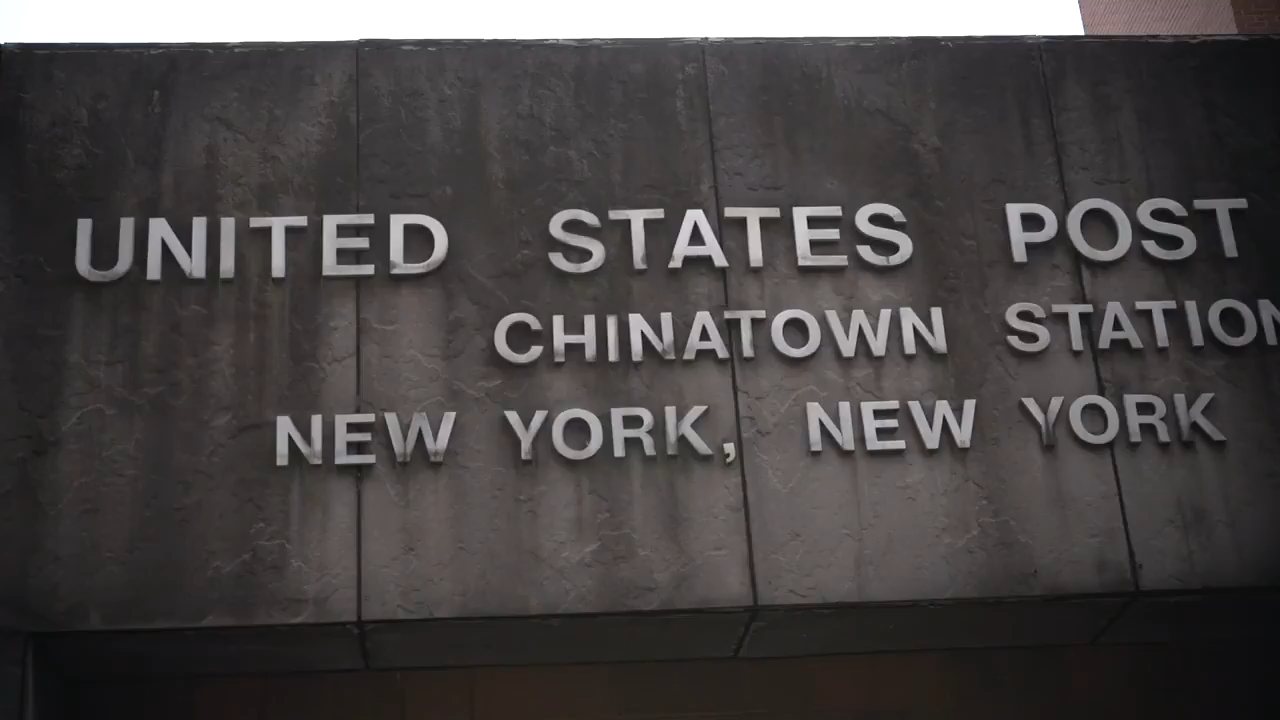 UNITED STATES POST
CHINATOWN STATION
NEW YORK, NEW YORK